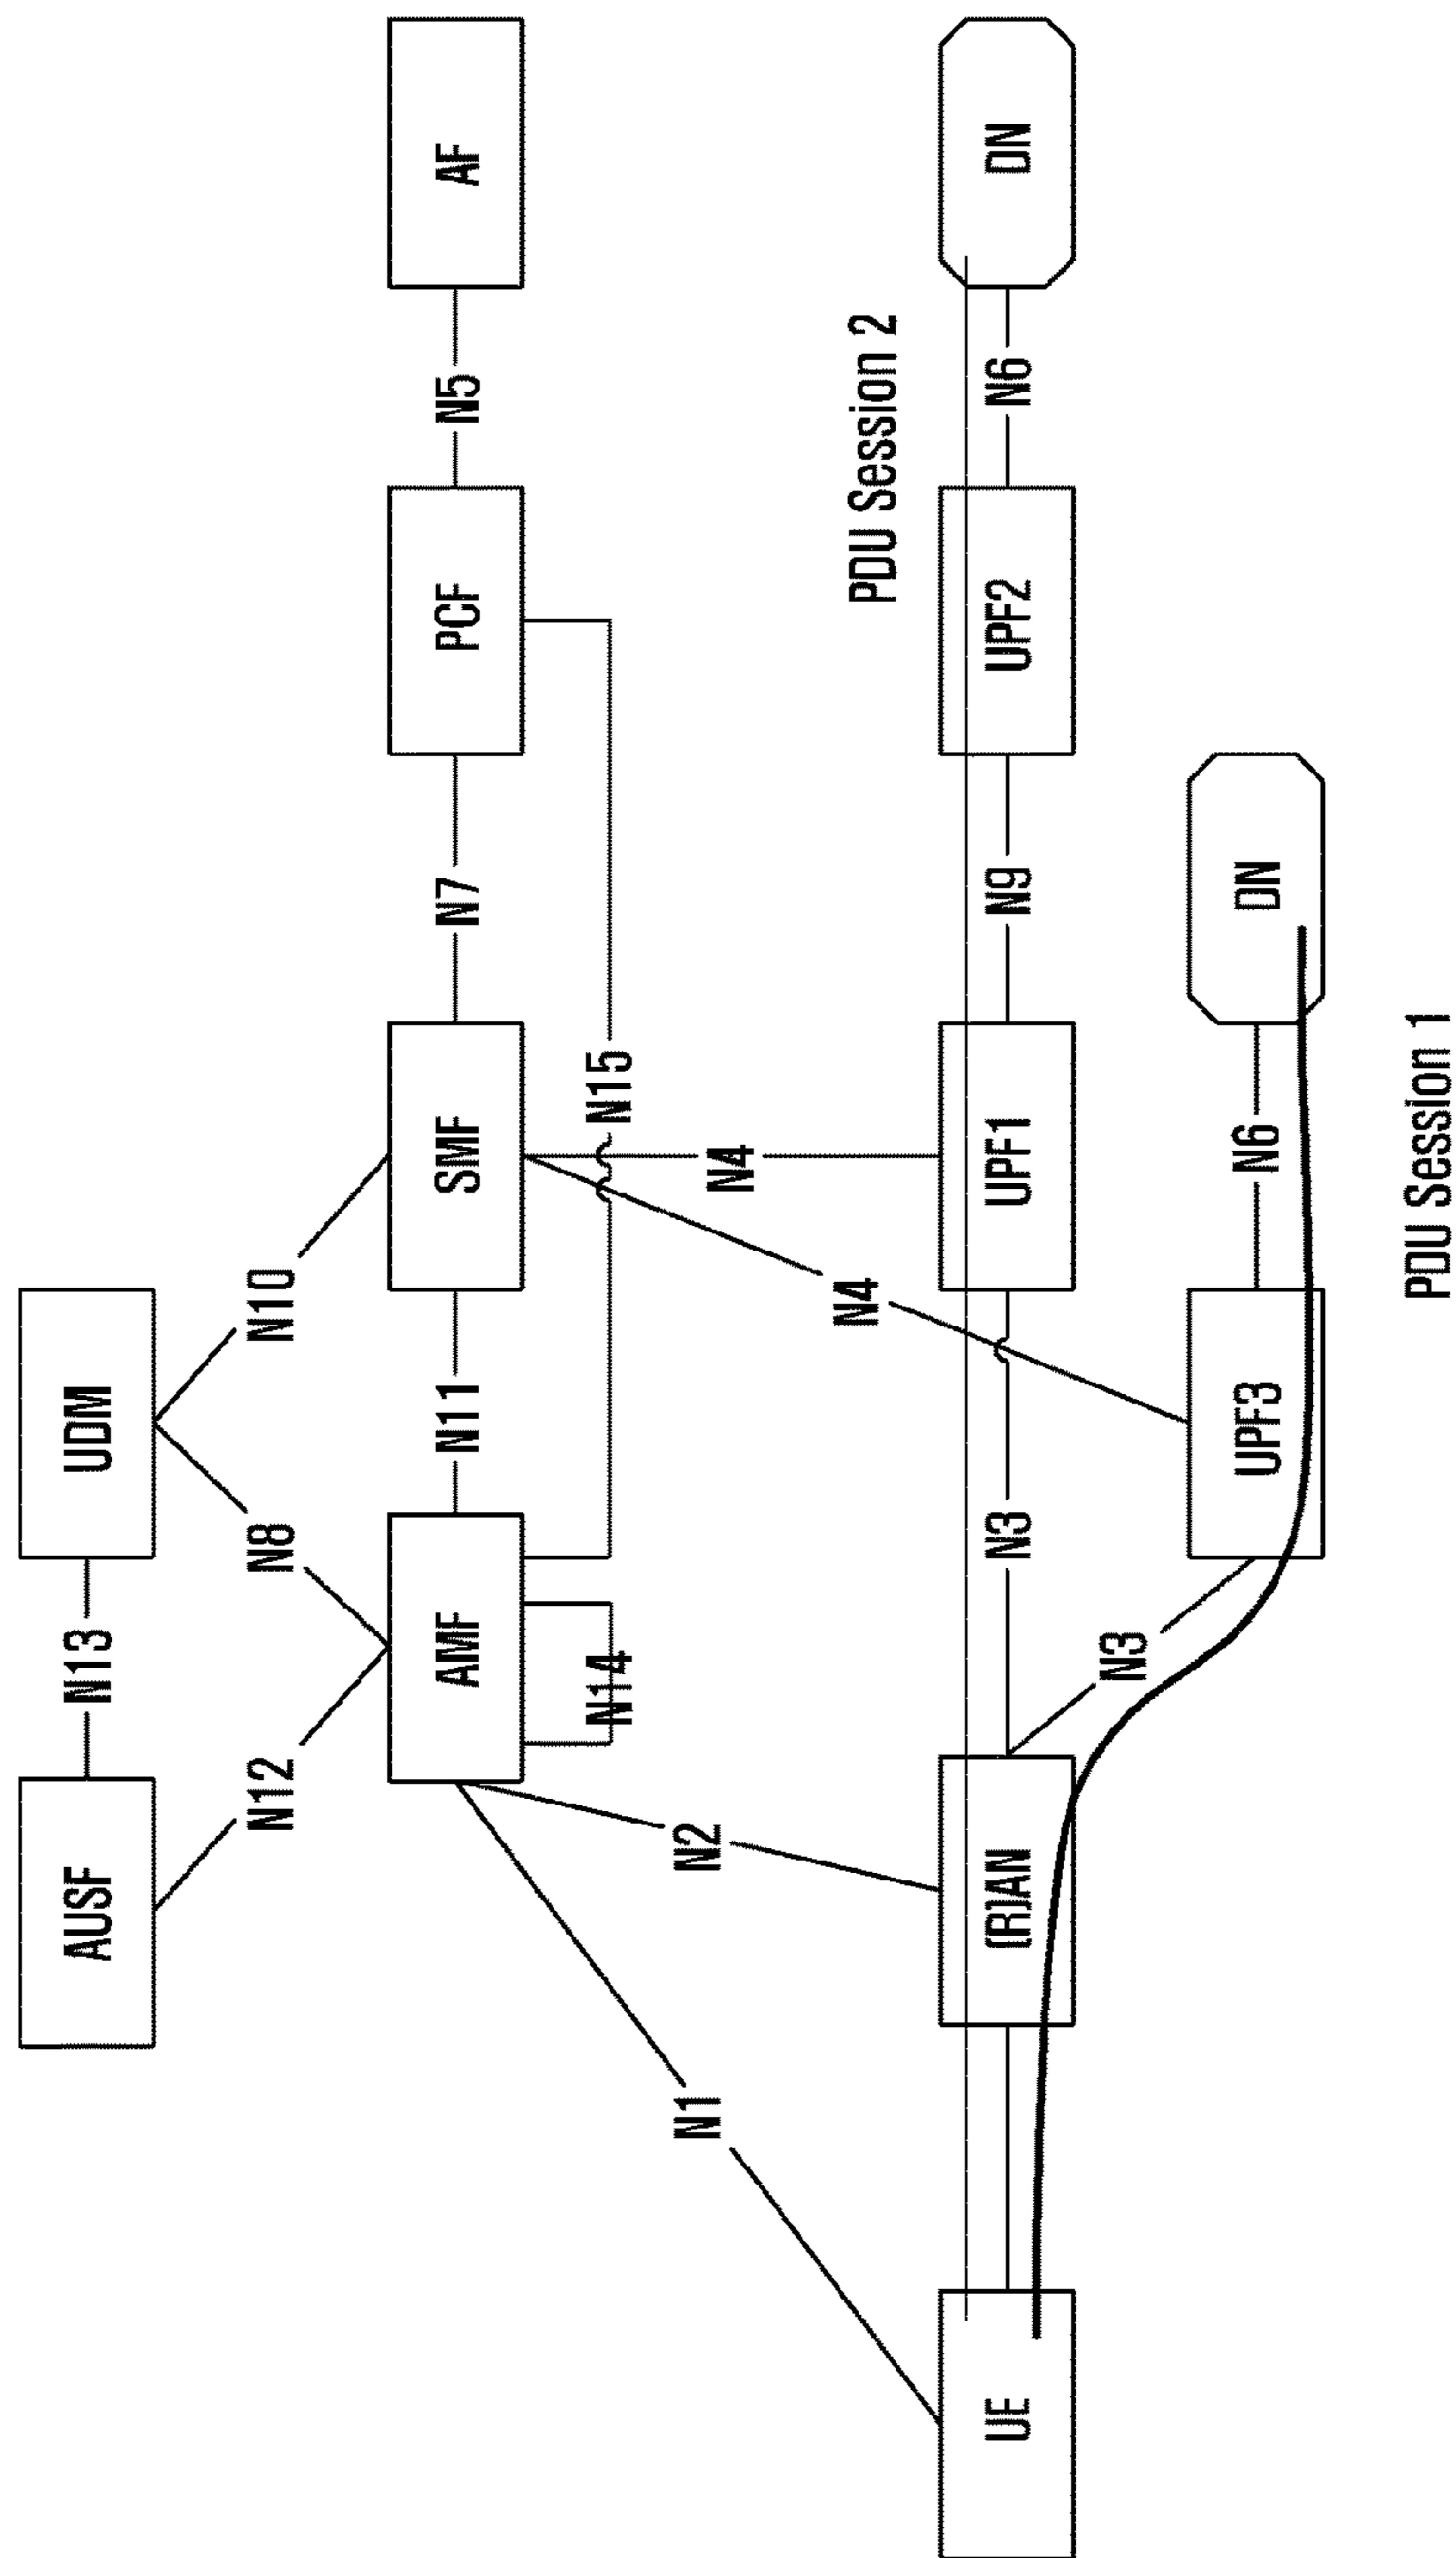 AUSF
N13
UDM
N12
N8
N10
AMF
N11
SMF
N7
PCF
N5
AF
N14
N15
N1
N2
N4
N4
PDU Session 2
UE
(R)AN
N3
UPF1
N9
UPF2
N6
DN
N3
UPF3
N6
DN
PDU Session 1